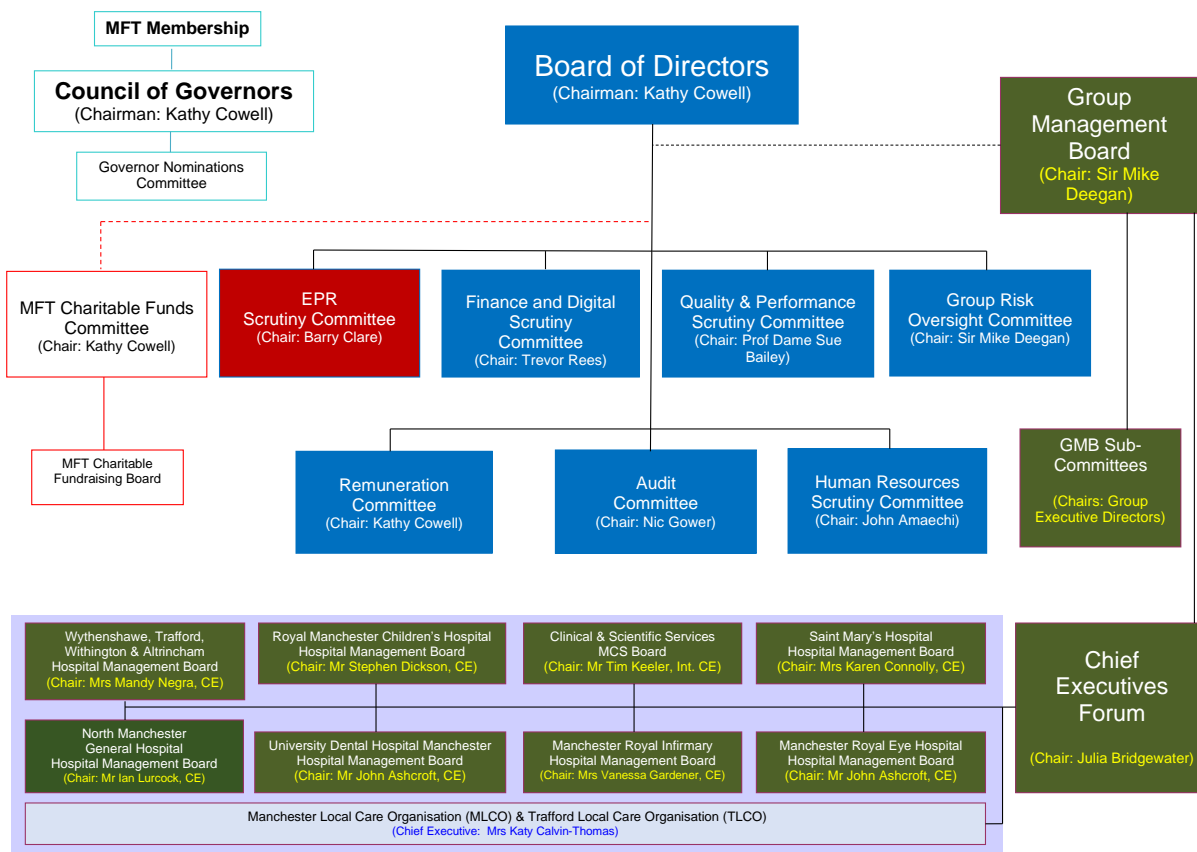 MFT Membership
Council of Governors
(Chairman: Kathy Cowell)
Governor Nominations
Committee
Board of Directors
(Chairman: Kathy Cowell)
Group
Management
Board
(Chair: Sir Mike
Deegan)
MFT Charitable Funds
Committee
(Chair: Kathy Cowell)
EPR
Scrutiny Committee
(Chair: Barry Clare)
Finance and Digital
Scrutiny
Committee
(Chair: Trevor Rees)
Quality & Performance
Scrutiny Committee
(Chair: Prof Dame Sue
Bailey)
Group Risk
Oversight Committee
(Chair: Sir Mike Deegan)
MFT Charitable
Fundraising Board
Remuneration
Committee
(Chair: Kathy Cowell)
Audit
Committee
(Chair: Nic Gower)
Human Resources
Scrutiny Committee
(Chair: John Amaechi)
GMB Sub-
Committees
(Chairs: Group
Executive Directors)
Wythenshawe, Trafford,
Withington & Altrincham
Hospital Management Board
(Chair: Mrs Mandy Negra, CE)
Royal Manchester Children's Hospital
Hospital Management Board
(Chair: Mr Stephen Dickson, CE)
Clinical & Scientific Services
MCS Board
(Chair: Mr Tim Keeler, Int. CE)
Saint Mary's Hospital
Hospital Management Board
(Chair: Mrs Karen Connolly, CE)
Chief
Executives
Forum
(Chair: Julia Bridgewater)
North Manchester
General Hospital
Hospital Management Board
(Chair: Mr Ian Lurcock, CE)
University Dental Hospital Manchester
Hospital Management Board
(Chair: Mr John Ashcroft, CE)
Manchester Royal Infirmary
Hospital Management Board
(Chair: Mrs Vanessa Gardener, CE)
Manchester Royal Eye Hospital
Hospital Management Board
(Chair: Mr John Ashcroft, CE)
Manchester Local Care Organisation (MLCO) & Trafford Local Care Organisation (TLCO)
(Chief Executive: Mrs Katy Calvin-Thomas)